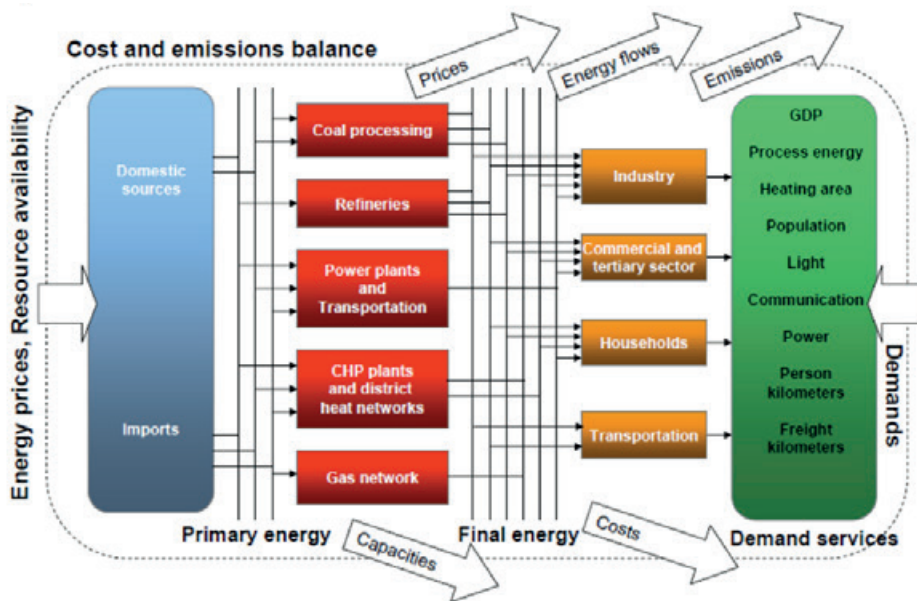 Cost and emissions balance
Prices
Energy flows
Emissions
Energy prices, Resource availability
Domestic
sources
Imports
Coal processing
Refineries
Power plants
and
Transportation
CHP plants
and district
heat networks
Gas network
Industry
Commercial and
tertiary sector
Households
Transportation
GDP
Process energy
Heating area
Population
Light
Communication
Power
Person
kilometers
Freight
kilometers
Demands
Primary energy
Capacities
Final energy
Costs
Demand services